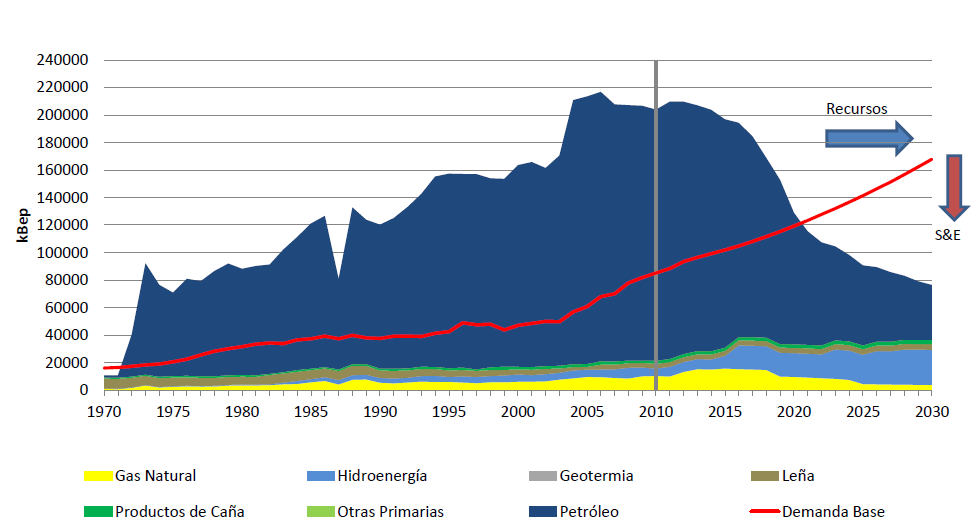 240000
220000
200000
180000
160000
140000
120000
100000
80000
60000
40000
20000
0
kBep
Recursos
S&E
1970 1975 1980 1985 1990 1995 2000 2005 2010 2015 2020 2025 2030
Gas Natural Hidroenergía Geotermia Leña
Productos de Caña Otras Primarias Petróleo Demanda Base